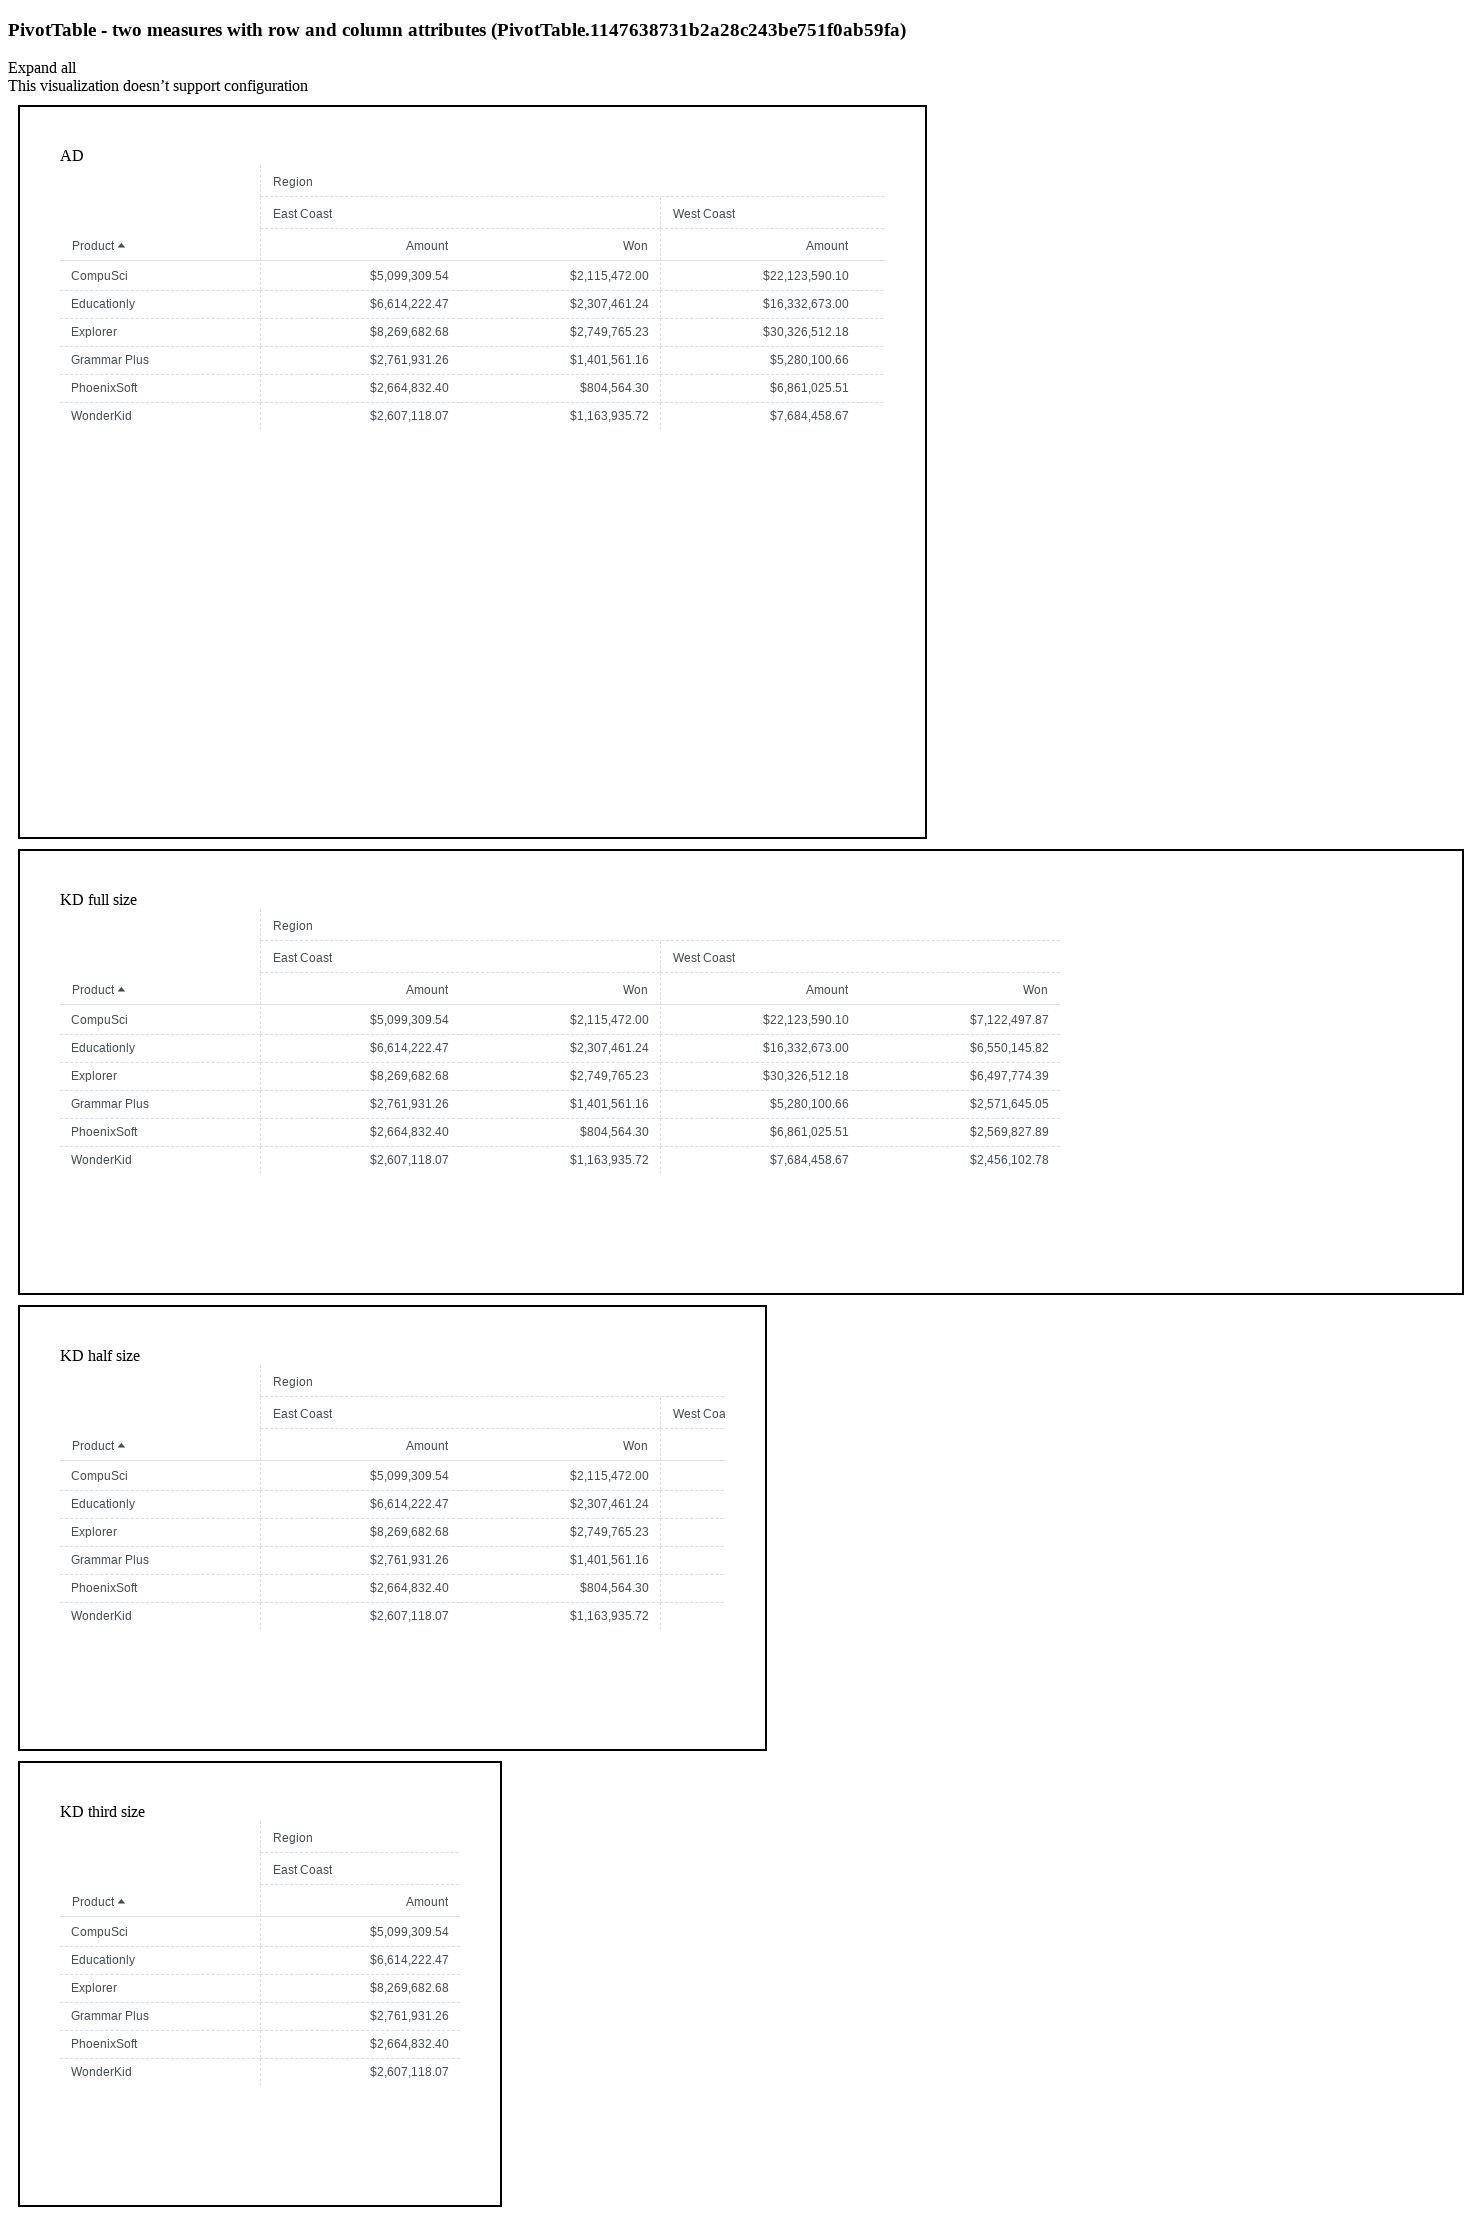 PivotTable - two measures with row and column attributes (PivotTable.1147638731b2a28c243be751f0ab59fa)
Expand all
This visualization doesn’t support configuration
AD
Region
East Coast West Coast
Product Amount Won Amount
CompuSci $5,099,309.54 $2,115,472.00 $22,123,590.10
Educationly $6,614,222.47 $2,307,461.24 $16,332,673.00
Explorer $8,269,682.68 $2,749,765.23 $30,326,512.18
Grammar Plus $2,761,931.26 $1,401,561.16 $5,280,100.66
PhoenixSoft $2,664,832.40 $804,564.30 $6,861,025.51
WonderKid $2,607,118.07 $1,163,935.72 $7,684,458.67
KD full size
Region
East Coast West Coast
Product Amount Won Amount Won
CompuSci $5,099,309.54 $2,115,472.00 $22,123,590.10 $7,122,497.87
Educationly $6,614,222.47 $2,307,461.24 $16,332,673.00 $6,550,145.82
Explorer $8,269,682.68 $2,749,765.23 $30,326,512.18 $6,497,774.39
Grammar Plus $2,761,931.26 $1,401,561.16 $5,280,100.66 $2,571,645.05
PhoenixSoft $2,664,832.40 $804,564.30 $6,861,025.51 $2,569,827.89
WonderKid $2,607,118.07 $1,163,935.72 $7,684,458.67 $2,456,102.78
KD half size
Region
East Coast West Coa
Product Amount Won
CompuSci $5,099,309.54 $2,115,472.00
Educationly $6,614,222.47 $2,307,461.24
Explorer $8,269,682.68 $2,749,765.23
Grammar Plus $2,761,931.26 $1,401,561.16
PhoenixSoft $2,664,832.40 $804,564.30
WonderKid $2,607,118.07 $1,163,935.72
KD third size
Region
East Coast
Product Amount
CompuSci $5,099,309.54
Educationly $6,614,222.47
Explorer $8,269,682.68
Grammar Plus $2,761,931.26
PhoenixSoft $2,664,832.40
WonderKid $2,607,118.07